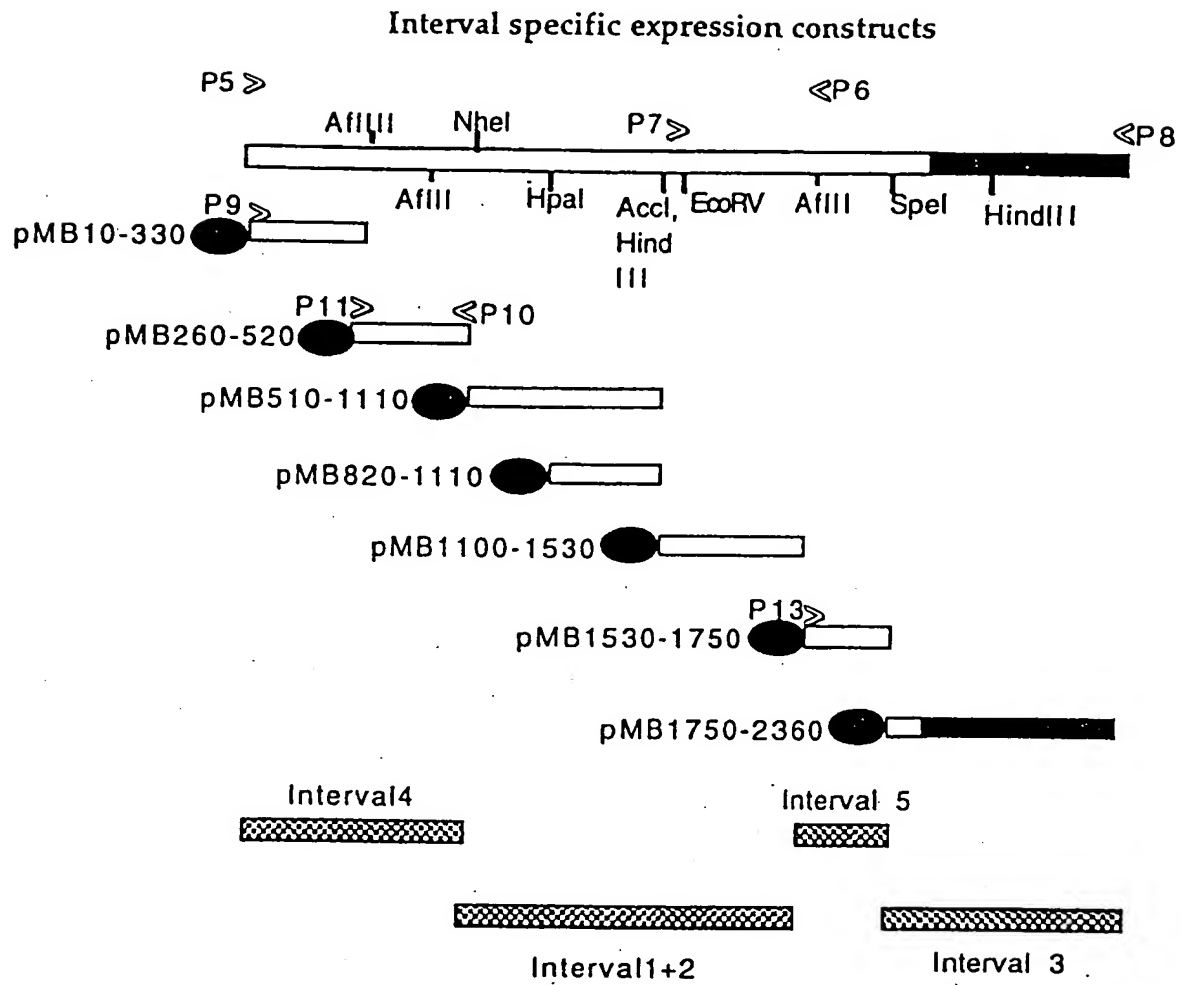 Interval specific expression constructs
P5
P6
AflIII
NheI
P7
P8
AflII
HpaI
AccI,
Hind
III
EcoRV
AflII
SpeI
HindIII
P9
pMB10-330
P11
P10
pMB260-520
pMB510-1110
pMB820-1110
pMB1100-1530
P13
pMB1530-1750
pMB1750-2360
Interval4
Interval 5
Interval1+2
Interval 3